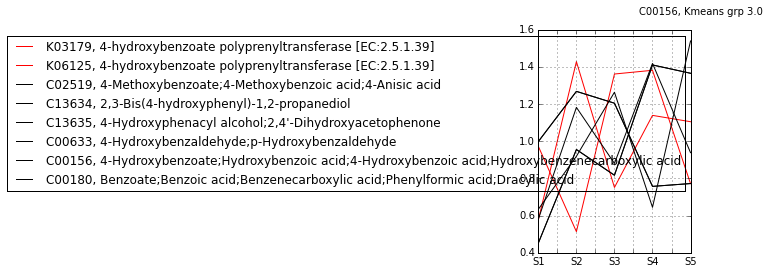 C00156, Kmeans grp 3.0
K03179, 4-hydroxybenzoate polyprenyltransferase [EC:2.5.1.39]
K06125, 4-hydroxybenzoate polyprenyltransferase [EC:2.5.1.39]
C02519, 4-Methoxybenzoate;4-Methoxybenzoic acid;4-Anisic acid
C13634, 2,3-Bis(4-hydroxyphenyl)-1,2-propanediol
C13635, 4-Hydroxyphenacyl alcohol;2,4'-Dihydroxyacetophenone
C00633, 4-Hydroxybenzaldehyde;p-Hydroxybenzaldehyde
C00156, 4-Hydroxybenzoate;Hydroxybenzoic acid;4-Hydroxybenzoic acid;Hydroxybenzenecarboxylic acid
C00180, Benzoate;Benzoic acid;Benzenecarboxylic acid;Phenylformic acid;Dracylic acid
1.6
1.4
1.2
1.0
0.8
0.6
0.4
S1 S2 S3 S4 S5